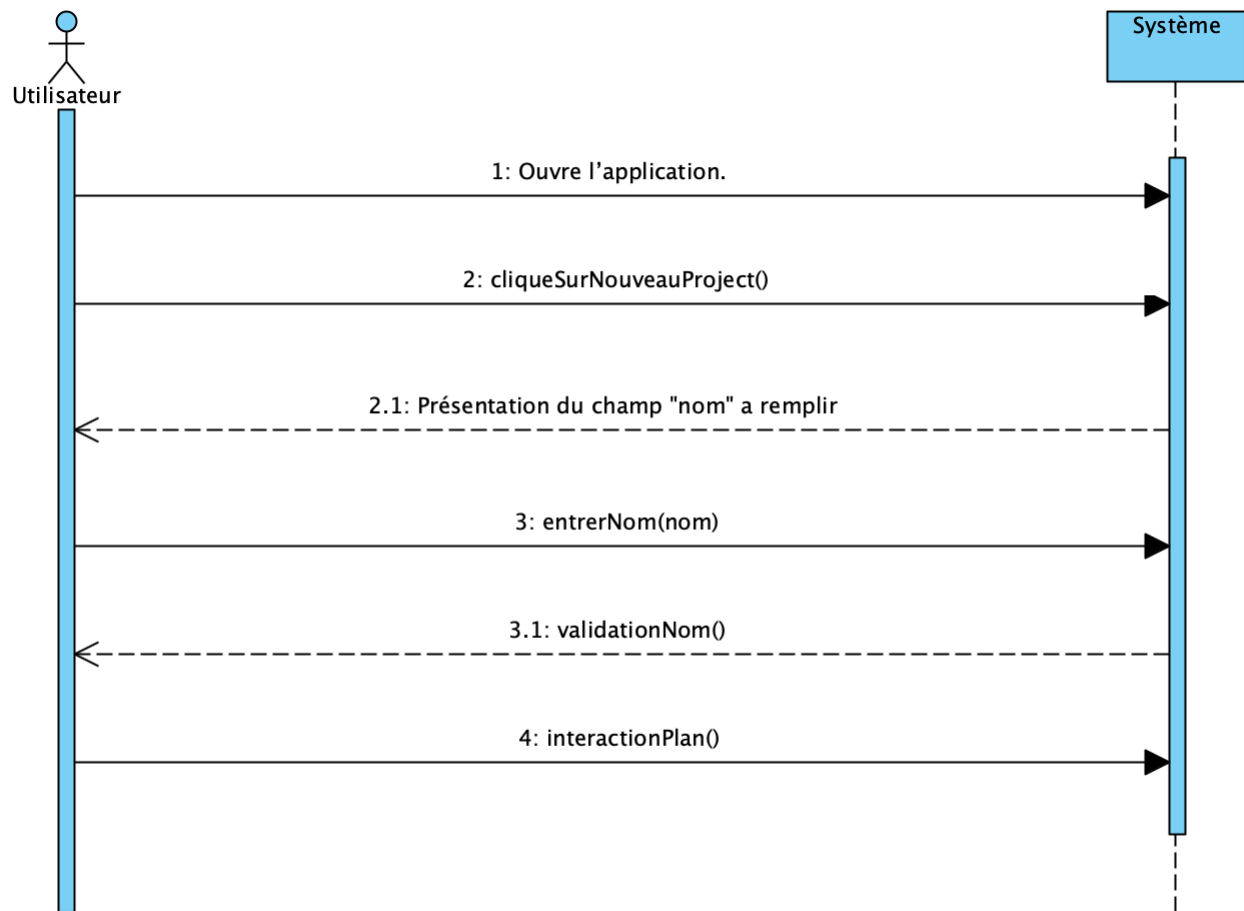 Système
Utilisateur
1: Ouvre l’application.
2: cliqueSurNouveauProject()
2.1: Présentation du champ "nom" a remplir
3: entrerNom(nom)
3.1: validationNom()
4: interactionPlan()